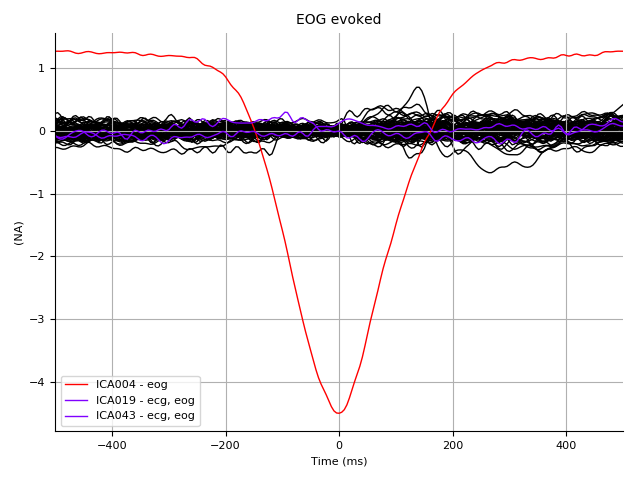 EOG evoked
1
0
−1
−2
−3
−4
(NA)
ICA004 - eog
ICA019 - ecg, eog
ICA043 - ecg, eog
−400
−200
0
200
400
Time (ms)